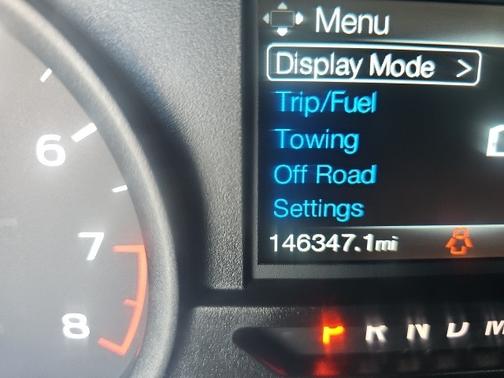 Menu
Display Mode >
Trip/Fuel
Towing
Off Road
Settings
146347.1mi
6
7
8
P R N D M